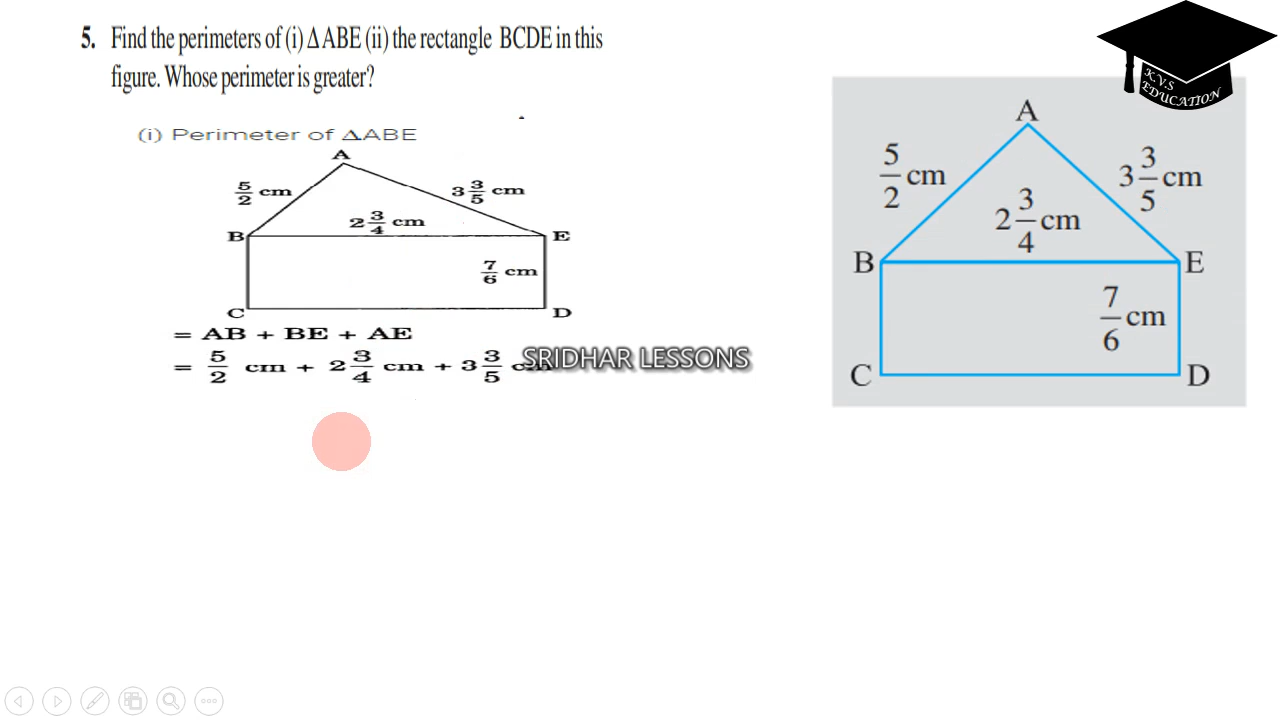 5. Find the perimeters of (i) Δ ABE (ii) the rectangle BCDE in this
figure. Whose perimeter is greater?
(i) Perimeter of △ABE
A
5/2 cm
3 3/5 cm
2 3/4 cm
B
E
7/6 cm
C
D
= AB + BE + AE
= 5/2 cm + 2 3/4 cm + 3 3/5 cm
SRIDHAR LESSONS
K.V.S
EDUCATION
A
5/2 cm
3 3/5 cm
2 3/4 cm
B
E
7/6 cm
C
D